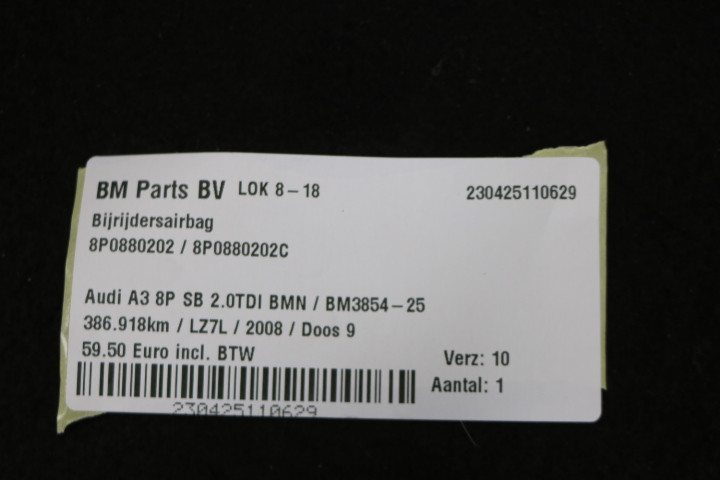 BM Parts BV LOK 8-18 230425110629
Bijrijdersairbag
8P0880202 / 8P0880202C
Audi A3 8P SB 2.0TDI BMN / BM3854-25
386.918km / LZ7L / 2008 / Doos 9
59.50 Euro incl. BTW
Verz: 10
Aantal: 1
230425110629